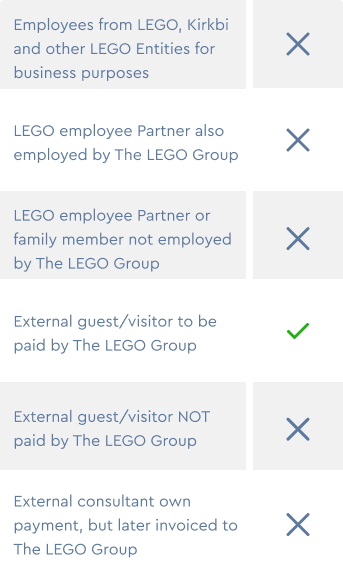 Employees from LEGO, Kirkbi
and other LEGO Entities for
business purposes
LEGO employee Partner also
employed by The LEGO Group
LEGO employee Partner or
family member not employed
by The LEGO Group
External guest/visitor to be
paid by The LEGO Group
External guest/visitor NOT
paid by The LEGO Group
External consultant own
payment, but later invoiced to
The LEGO Group